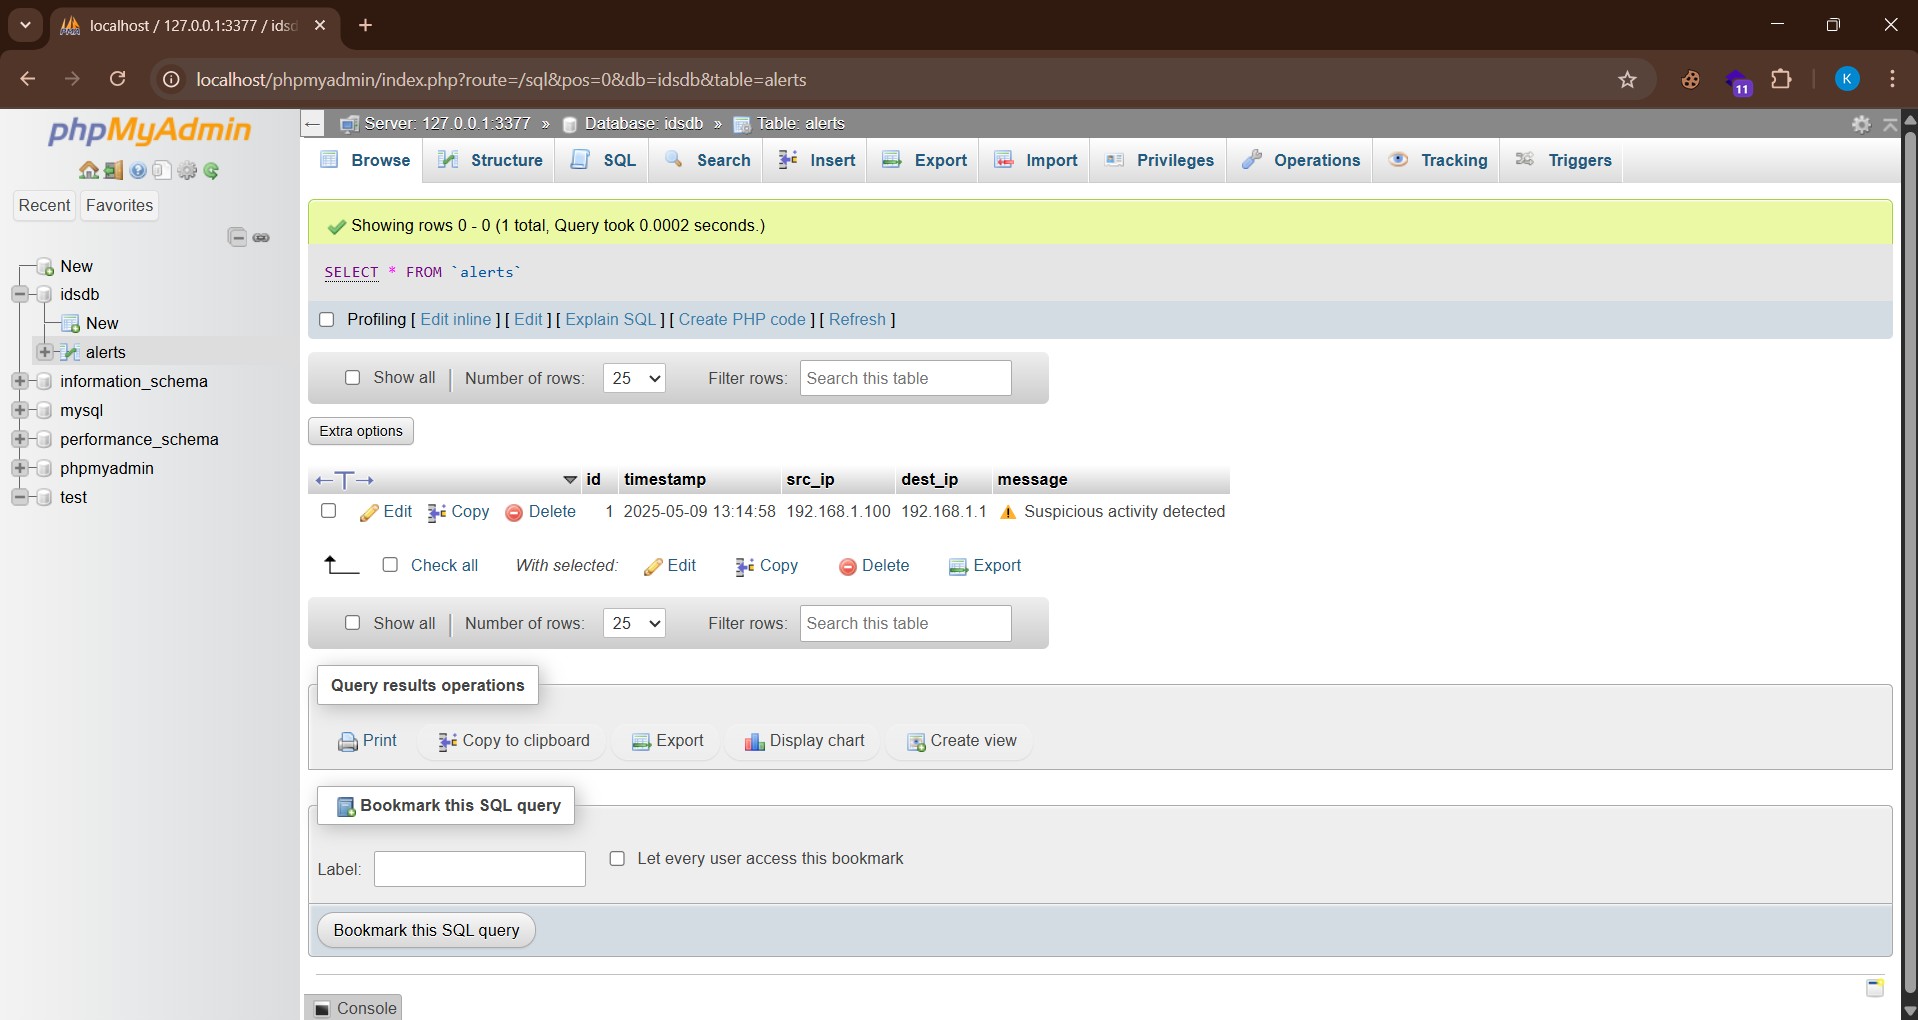 localhost / 127.0.0.1:3377 / idsd
localhost/phpmyadmin/index.php?route=/sql&pos=0&db=idsdb&table=alerts
11
K
phpMyAdmin
Recent Favorites
New
idsdb
New
alerts
information_schema
mysql
performance_schema
phpmyadmin
test
Server: 127.0.0.1:3377 » Database: idsdb » Table: alerts
Browse Structure SQL Search Insert Export Import Privileges Operations Tracking Triggers
Showing rows 0 - 0 (1 total, Query took 0.0002 seconds.)
SELECT * FROM `alerts`
Profiling [ Edit inline ] [ Edit ] [ Explain SQL ] [ Create PHP code ] [ Refresh ]
Show all Number of rows: 25 Filter rows: Search this table
Extra options
←T→ id timestamp src_ip dest_ip message
Edit Copy Delete 1 2025-05-09 13:14:58 192.168.1.100 192.168.1.1 ⚠ Suspicious activity detected
Check all With selected: Edit Copy Delete Export
Show all Number of rows: 25 Filter rows: Search this table
Query results operations
Print Copy to clipboard Export Display chart Create view
Bookmark this SQL query
Label: Let every user access this bookmark
Bookmark this SQL query
Console